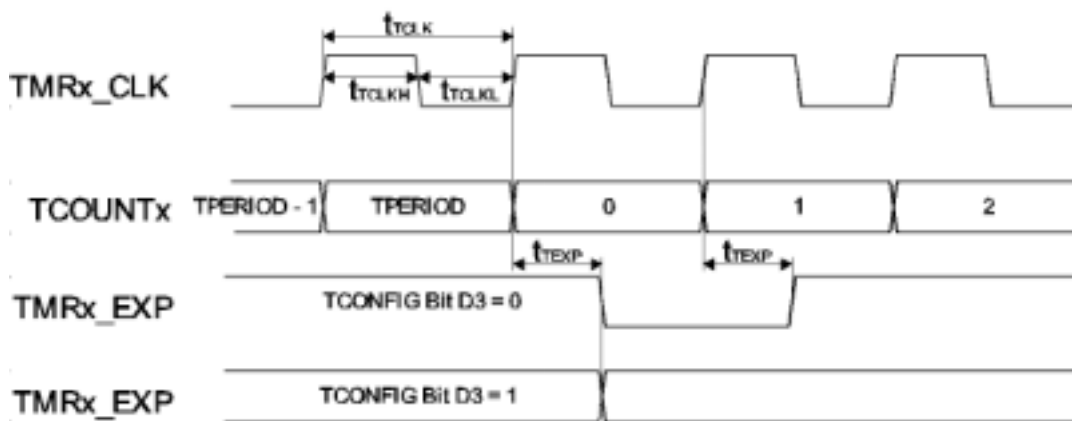 tTCLK
TMRx_CLK
tTCLKH tTCLKL
TCOUNTx TPERIOD - 1 TPERIOD 0 1 2
tTEXP tTEXP
TMRx_EXP TCONFIG Bit D3 = 0
TMRx_EXP TCONFIG Bit D3 = 1